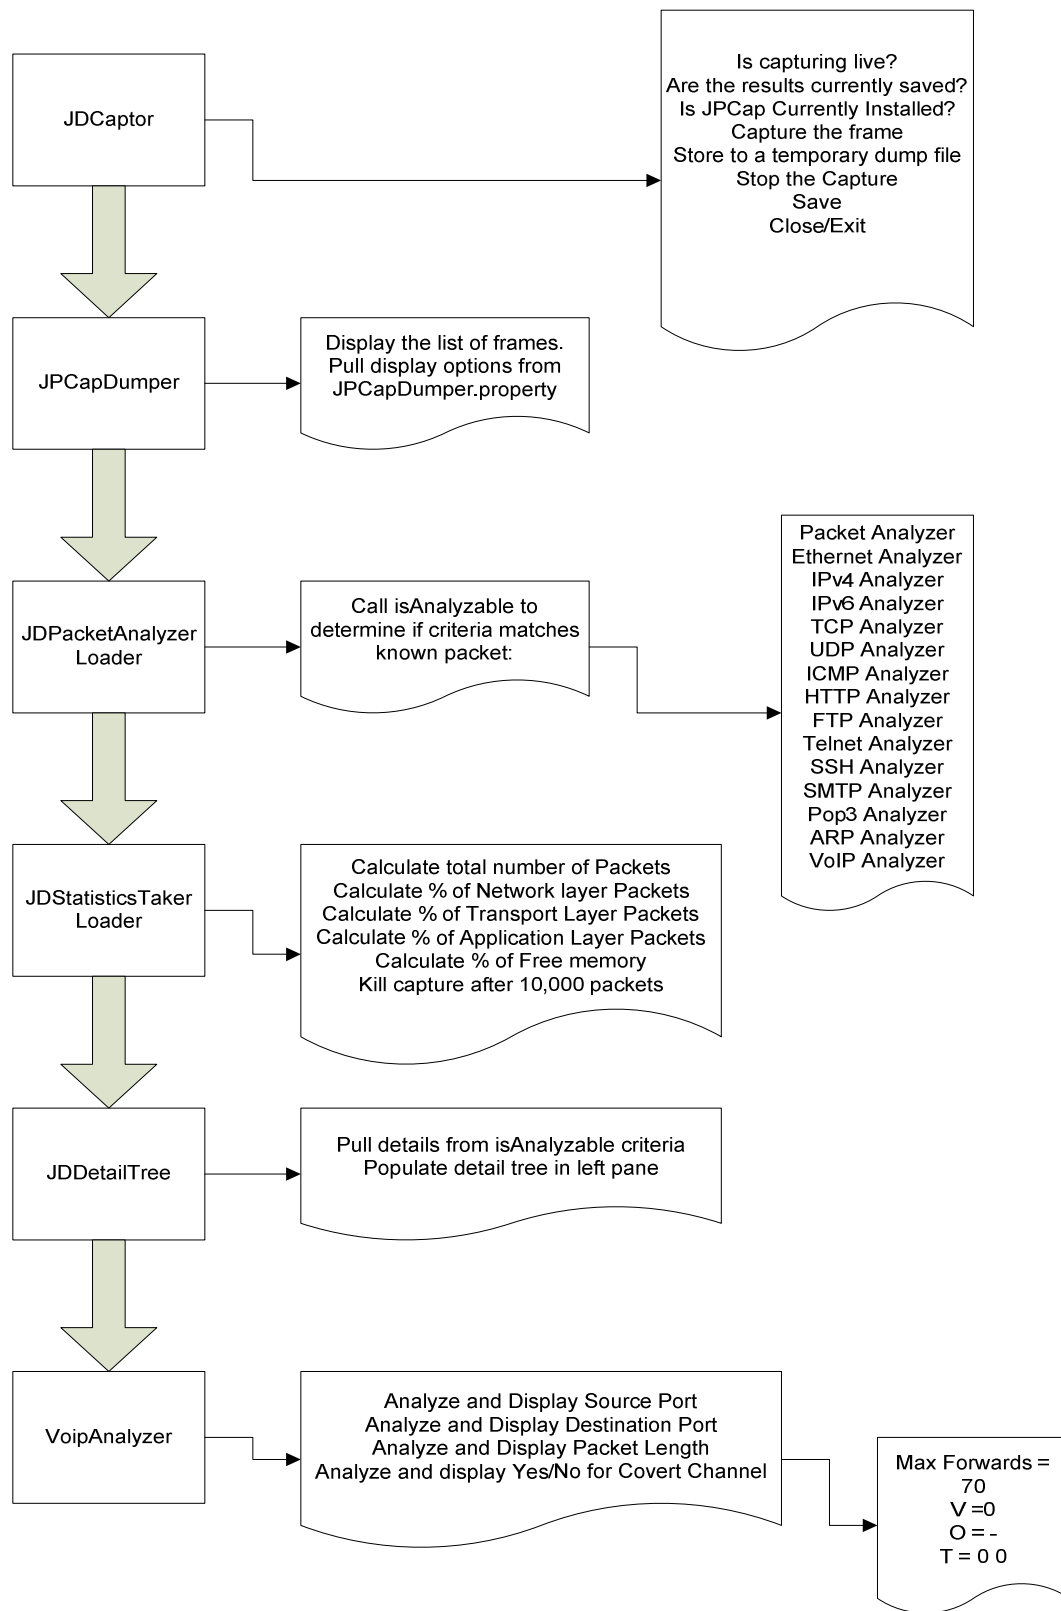 JDCaptor
Is capturing live?
Are the results currently saved?
Is JPCap Currently Installed?
Capture the frame
Store to a temporary dump file
Stop the Capture
Save
Close/Exit
JPCapDumper
Display the list of frames.
Pull display options from
JPCapDumper.property
JDPacketAnalyzer
Loader
Call isAnalyzable to
determine if criteria matches
known packet:
Packet Analyzer
Ethernet Analyzer
IPv4 Analyzer
IPv6 Analyzer
TCP Analyzer
UDP Analyzer
ICMP Analyzer
HTTP Analyzer
FTP Analyzer
Telnet Analyzer
SSH Analyzer
SMTP Analyzer
Pop3 Analyzer
ARP Analyzer
VoIP Analyzer
JDStatisticsTaker
Loader
Calculate total number of Packets
Calculate % of Network layer Packets
Calculate % of Transport Layer Packets
Calculate % of Application Layer Packets
Calculate % of Free memory
Kill capture after 10,000 packets
JDDetailTree
Pull details from isAnalyzable criteria
Populate detail tree in left pane
VoipAnalyzer
Analyze and Display Source Port
Analyze and Display Destination Port
Analyze and Display Packet Length
Analyze and display Yes/No for Covert Channel
Max Forwards =
70
V =0
O = -
T = 0 0